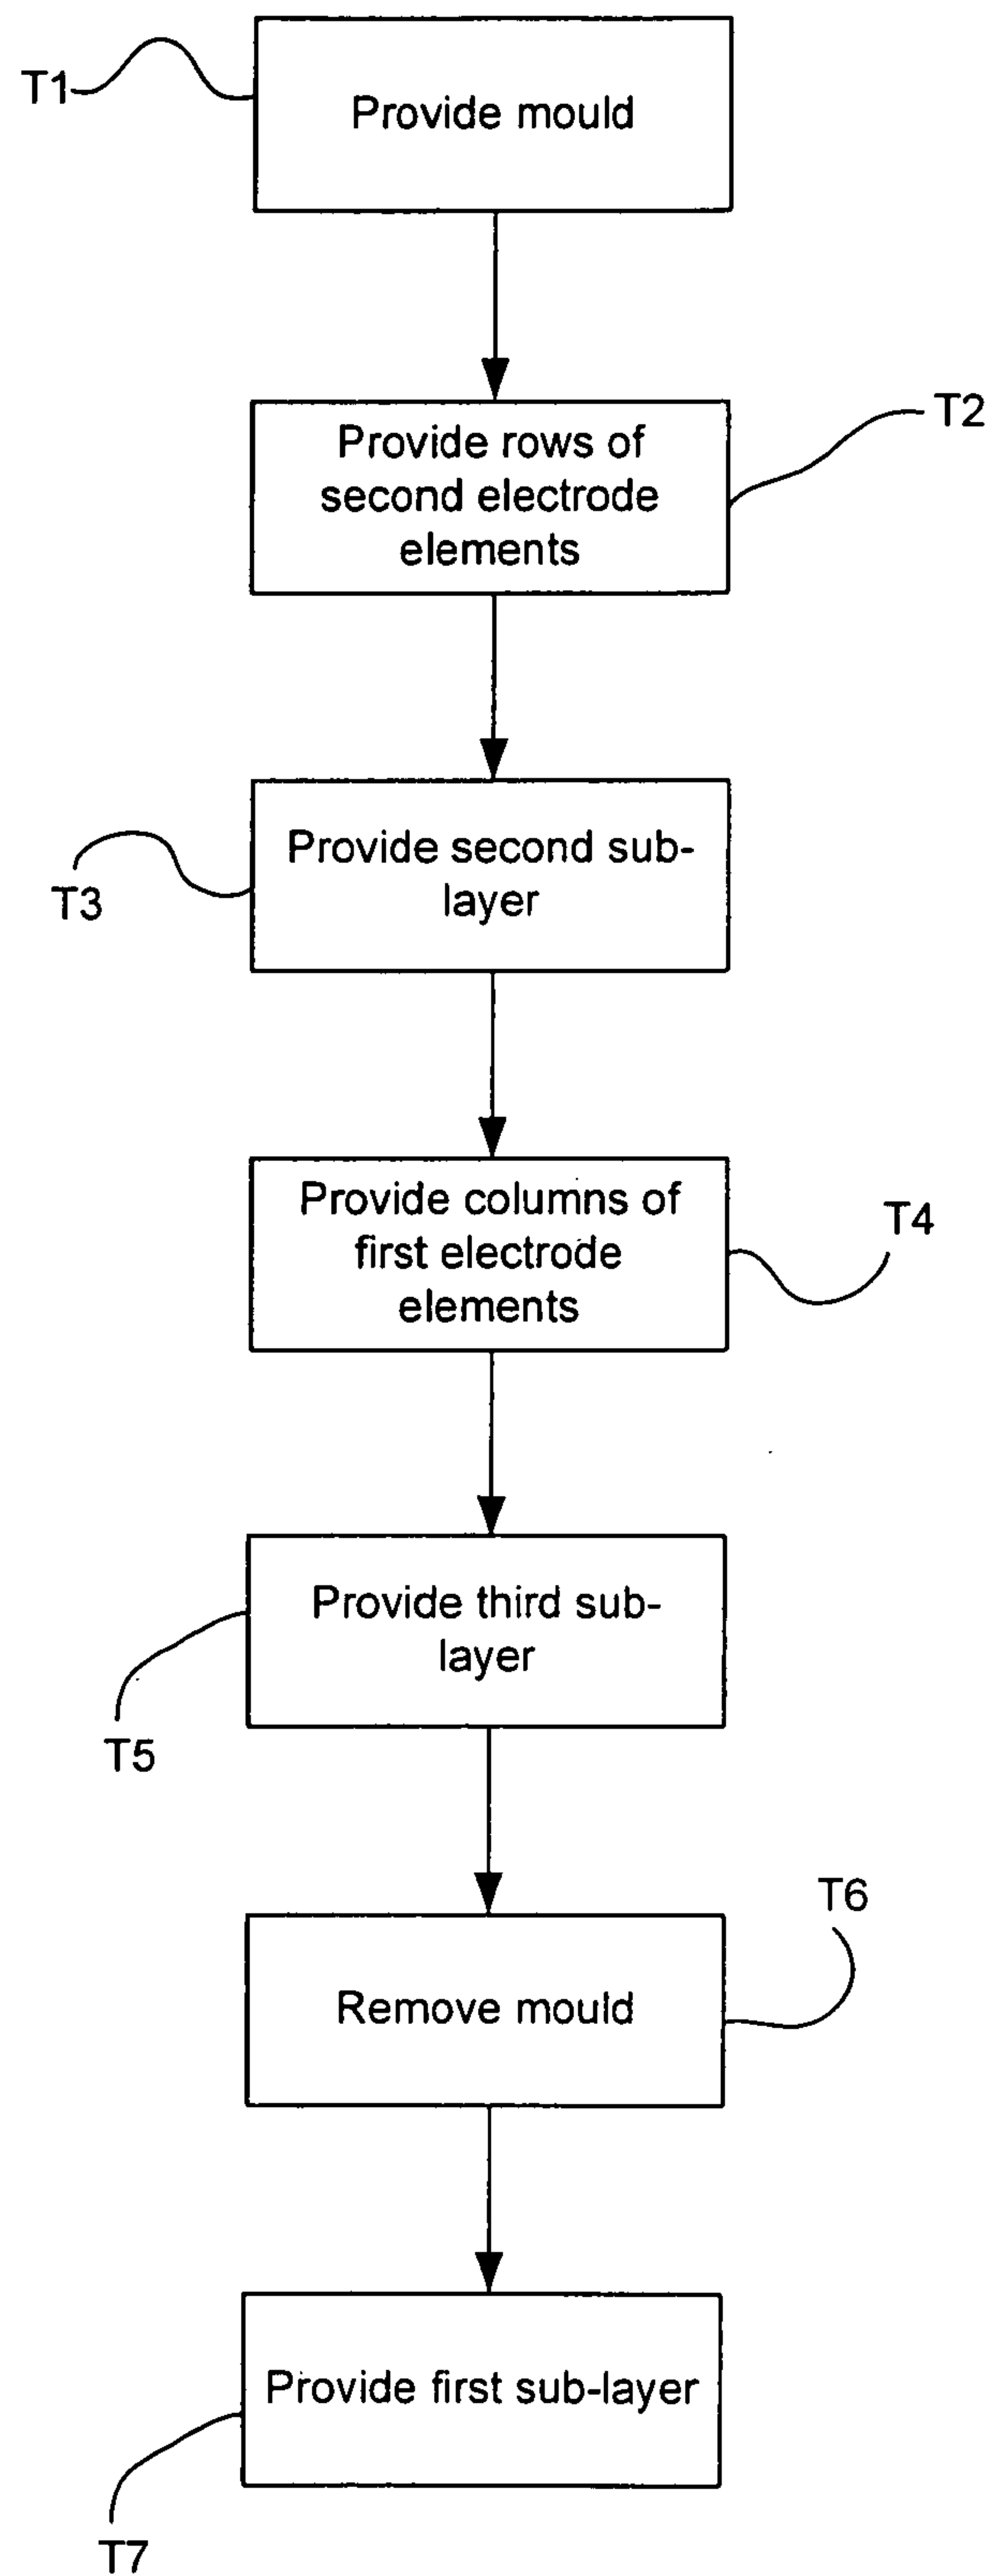 T1
Provide mould
T2
Provide rows of
second electrode
elements
Provide second sub-
layer
T3
Provide columns of
first electrode
elements
T4
Provide third sub-
layer
T5
T6
Remove mould
Provide first sub-layer
T7